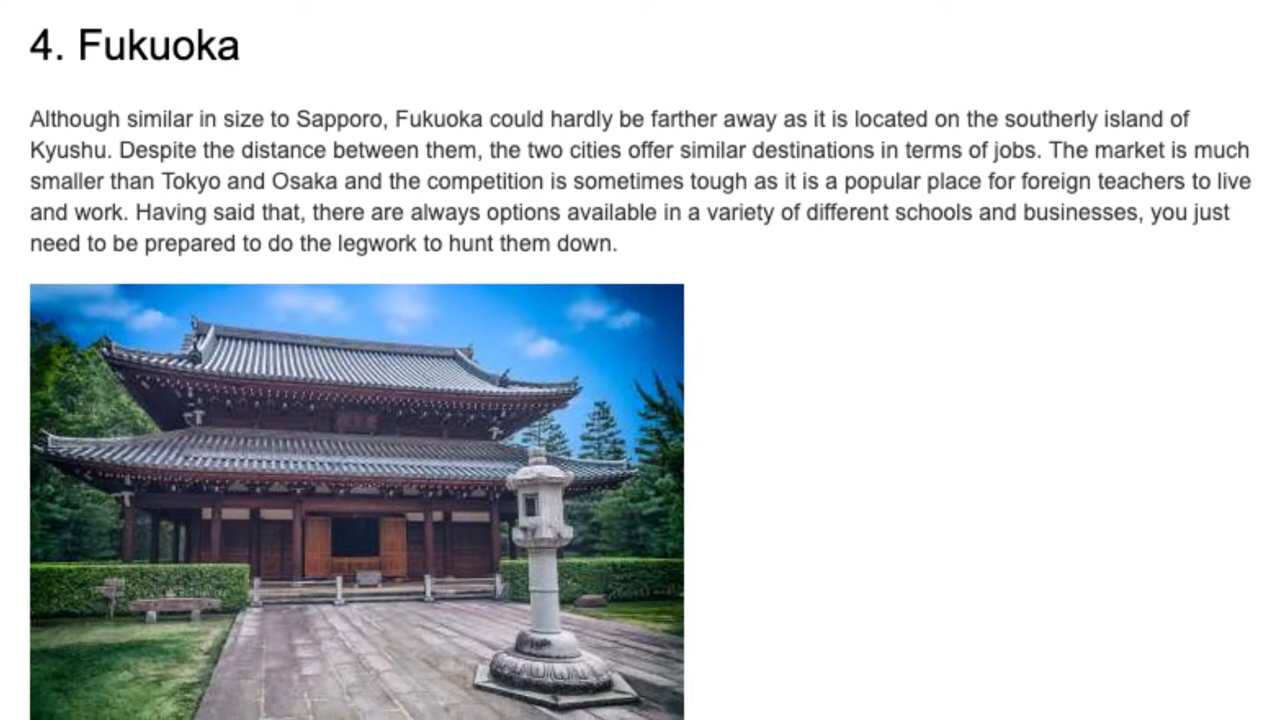 4. Fukuoka
Although similar in size to Sapporo, Fukuoka could hardly be farther away as it is located on the southerly island of
Kyushu. Despite the distance between them, the two cities offer similar destinations in terms of jobs. The market is much
smaller than Tokyo and Osaka and the competition is sometimes tough as it is a popular place for foreign teachers to live
and work. Having said that, there are always options available in a variety of different schools and businesses, you just
need to be prepared to do the legwork to hunt them down.